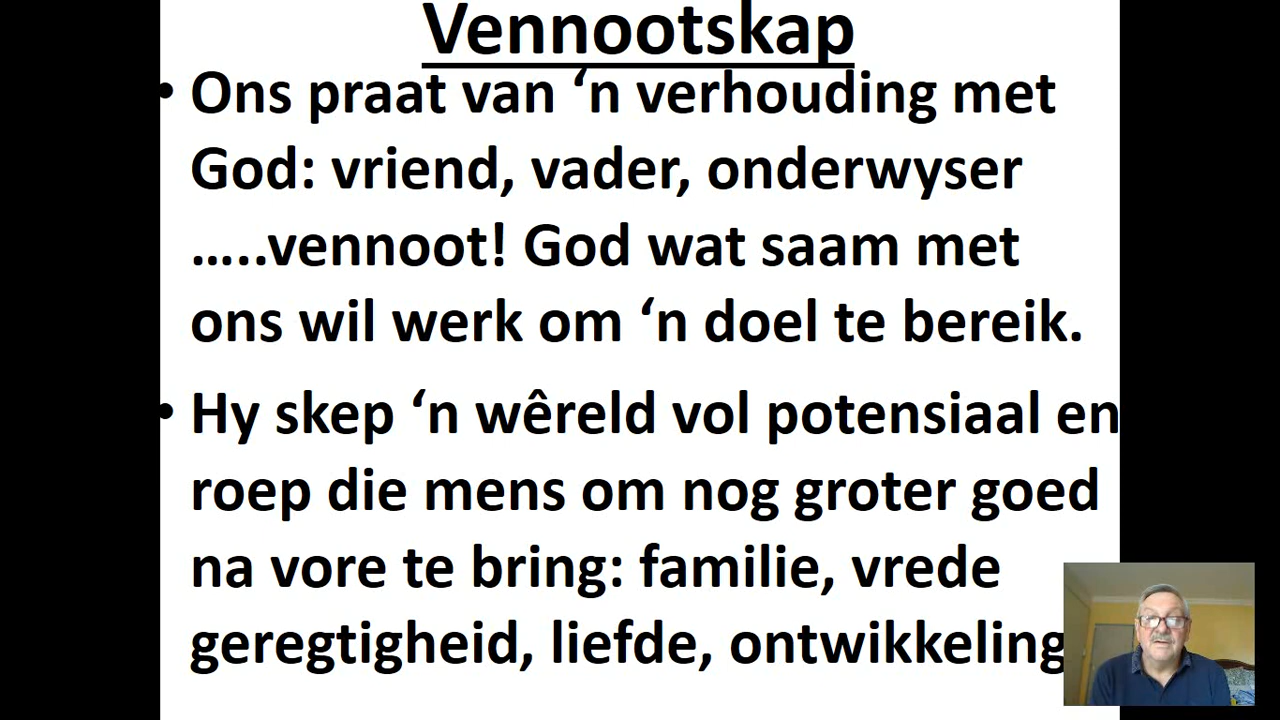 Vennootskap
• Ons praat van ‘n verhouding met
God: vriend, vader, onderwyser
…..vennoot! God wat saam met
ons wil werk om ‘n doel te bereik.
• Hy skep ‘n wêreld vol potensiaal en
roep die mens om nog groter goed
na vore te bring: familie, vrede
geregtigheid, liefde, ontwikkeling